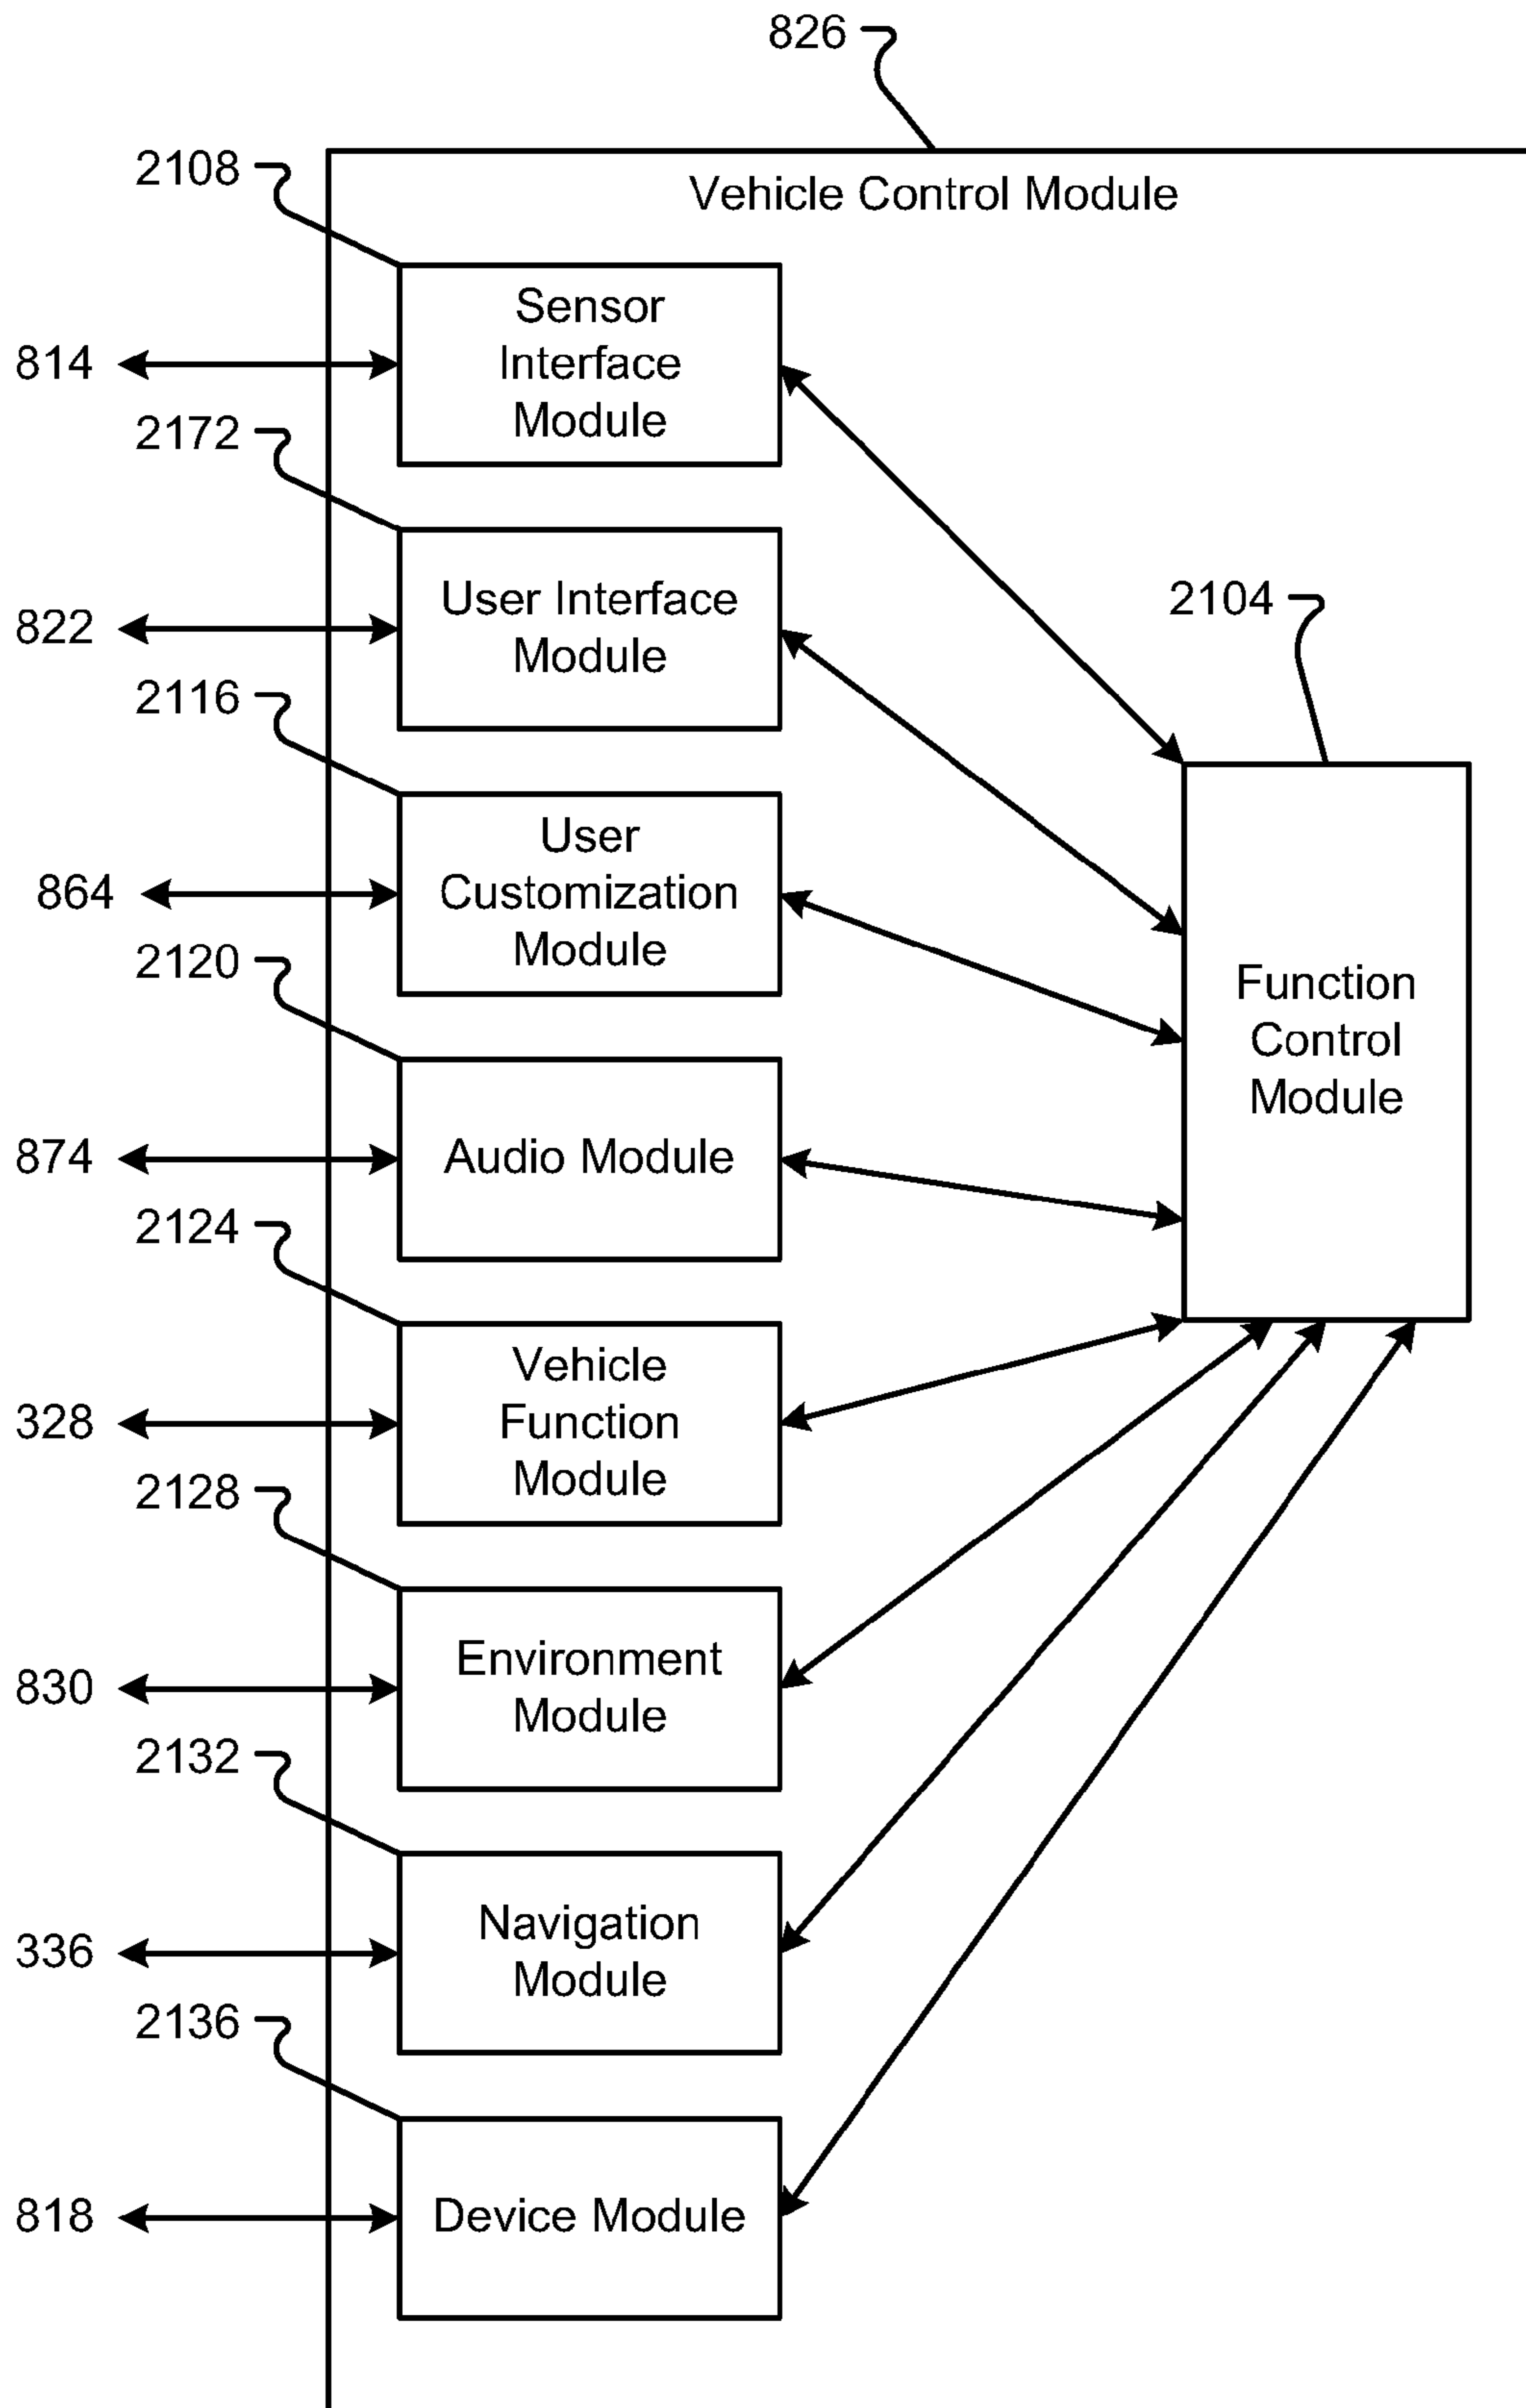 826
2108
Vehicle Control Module
Sensor
Interface
Module
814
2172
User Interface
Module
822
2104
2116
User
Customization
Module
864
2120
Function
Control
Module
Audio Module
874
2124
Vehicle
Function
Module
328
2128
Environment
Module
830
2132
Navigation
Module
336
2136
Device Module
818